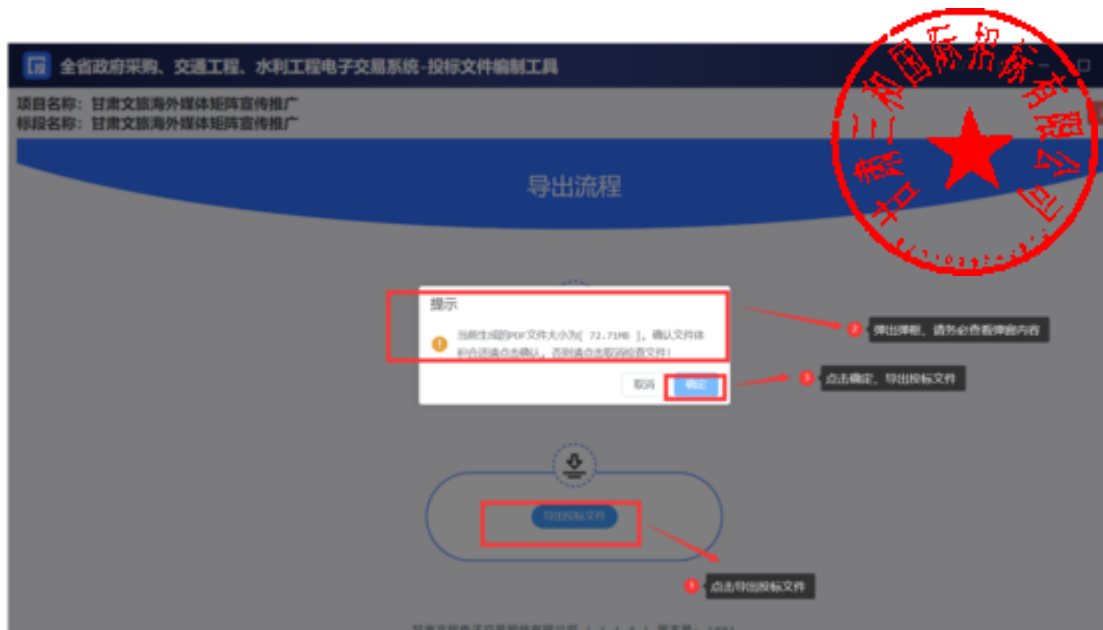 全省政府采购、交通工程、水利工程电子交易系统-投标文件编制工具
项目名称：甘肃文旅海外媒体矩阵宣传推广
标段名称：甘肃文旅海外媒体矩阵宣传推广
甘肃三和国际招标有限公司
导出流程
提示
当前生成的PDF文件大小为[ 72.71MB ]，确认文件体
积合适请点击确认，否则请点击取消检查文件！
取消
确定
2 弹出弹框，请务必查看弹窗内容
3 点击确定，导出投标文件
导出投标文件
1 点击导出投标文件